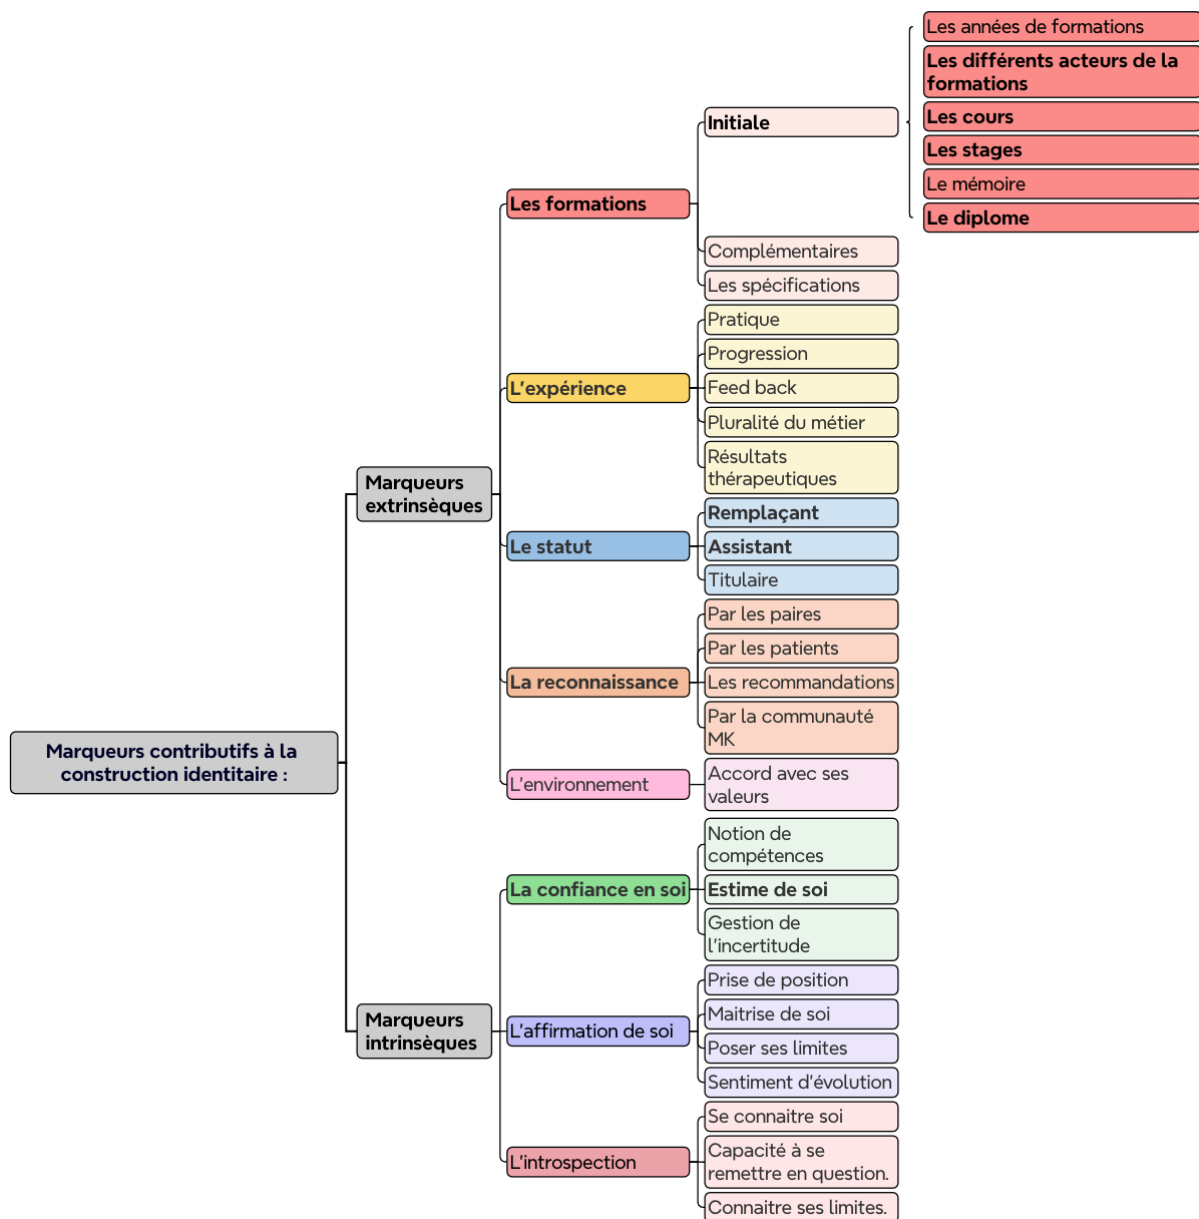 Marqueurs contributifs à la
construction identitaire :
Marqueurs
extrinsèques
Les formations
Initiale
Les années de formations
Les différents acteurs de la
formations
Les cours
Les stages
Le mémoire
Le diplome
Complémentaires
Les spécifications
L'expérience
Pratique
Progression
Feed back
Pluralité du métier
Résultats
thérapeutiques
Le statut
Remplaçant
Assistant
Titulaire
La reconnaissance
Par les paires
Par les patients
Les recommandations
Par la communauté
MK
L'environnement
Accord avec ses
valeurs
Marqueurs
intrinsèques
La confiance en soi
Notion de
compétences
Estime de soi
Gestion de
l'incertitude
L'affirmation de soi
Prise de position
Maitrise de soi
Poser ses limites
Sentiment d'évolution
L'introspection
Se connaitre soi
Capacité à se
remettre en question.
Connaitre ses limites.